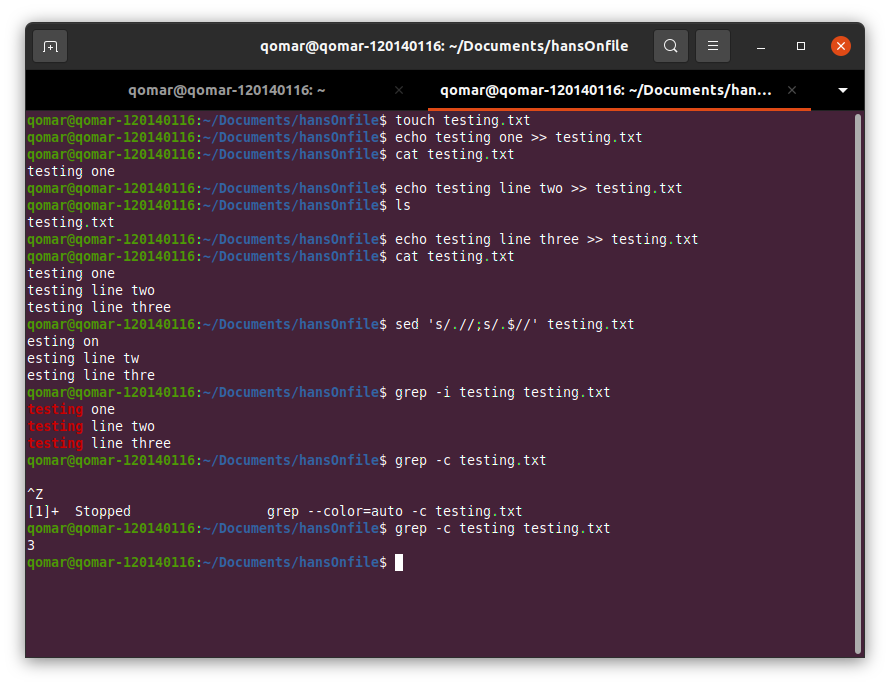 qomar@qomar-120140116: ~/Documents/hansOnfile
qomar@qomar-120140116: ~
qomar@qomar-120140116: ~/Documents/han...
qomar@qomar-120140116:~/Documents/hansOnfile$ touch testing.txt
qomar@qomar-120140116:~/Documents/hansOnfile$ echo testing one >> testing.txt
qomar@qomar-120140116:~/Documents/hansOnfile$ cat testing.txt
testing one
qomar@qomar-120140116:~/Documents/hansOnfile$ echo testing line two >> testing.txt
qomar@qomar-120140116:~/Documents/hansOnfile$ ls
testing.txt
qomar@qomar-120140116:~/Documents/hansOnfile$ echo testing line three >> testing.txt
qomar@qomar-120140116:~/Documents/hansOnfile$ cat testing.txt
testing one
testing line two
testing line three
qomar@qomar-120140116:~/Documents/hansOnfile$ sed 's/.//;s/.$//' testing.txt
esting on
esting line tw
esting line thre
qomar@qomar-120140116:~/Documents/hansOnfile$ grep -i testing testing.txt
testing one
testing line two
testing line three
qomar@qomar-120140116:~/Documents/hansOnfile$ grep -c testing.txt
^Z
[1]+  Stopped                 grep --color=auto -c testing.txt
qomar@qomar-120140116:~/Documents/hansOnfile$ grep -c testing testing.txt
3
qomar@qomar-120140116:~/Documents/hansOnfile$